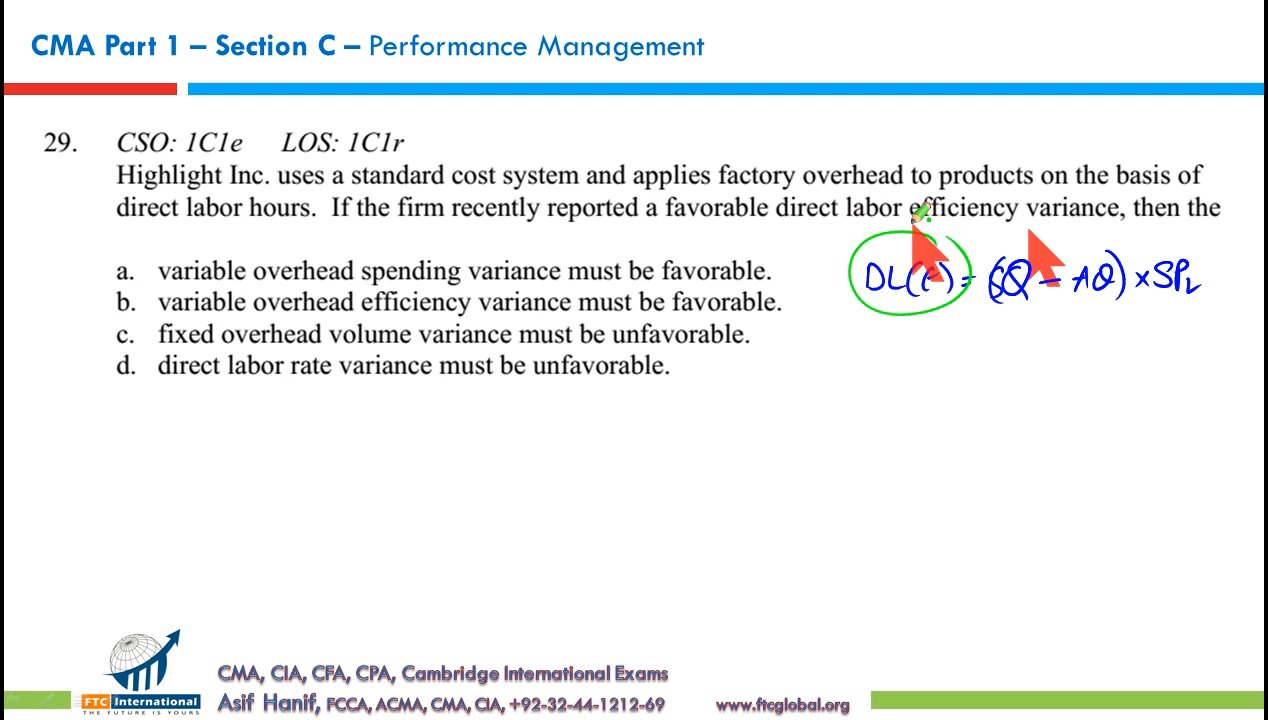 CMA Part 1 – Section C – Performance Management
29. CSO: 1C1e LOS: 1C1r
Highlight Inc. uses a standard cost system and applies factory overhead to products on the basis of
direct labor hours. If the firm recently reported a favorable direct labor efficiency variance, then the
a. variable overhead spending variance must be favorable.
DL(E) = (SQ - AQ) × SPL
b. variable overhead efficiency variance must be favorable.
c. fixed overhead volume variance must be unfavorable.
d. direct labor rate variance must be unfavorable.
FTC International
THE FUTURE IS YOURS
CMA, CIA, CFA, CPA, Cambridge International Exams
Asif Hanif, FCCA, ACMA, CMA, CIA, +92-32-44-1212-69 www.ftcglobal.org